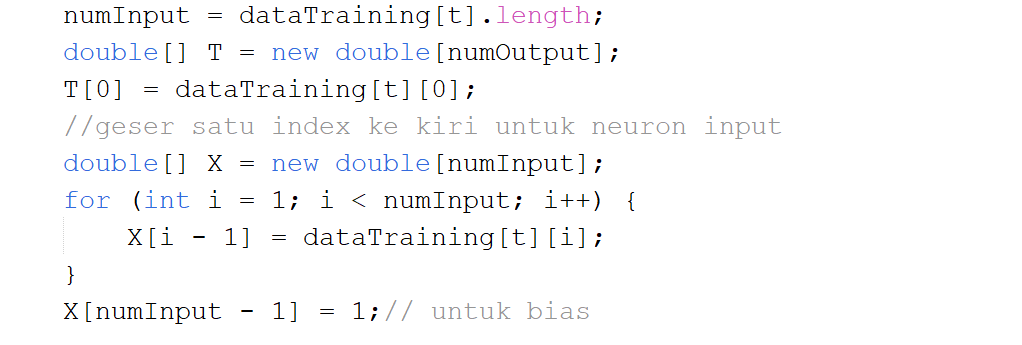 numInput = dataTraining[t].length;
double[] T = new double[numOutput];
T[0] = dataTraining[t][0];
//geser satu index ke kiri untuk neuron input
double[] X = new double[numInput];
for (int i = 1; i < numInput; i++) {
    X[i - 1] = dataTraining[t][i];
}
X[numInput - 1] = 1;// untuk bias